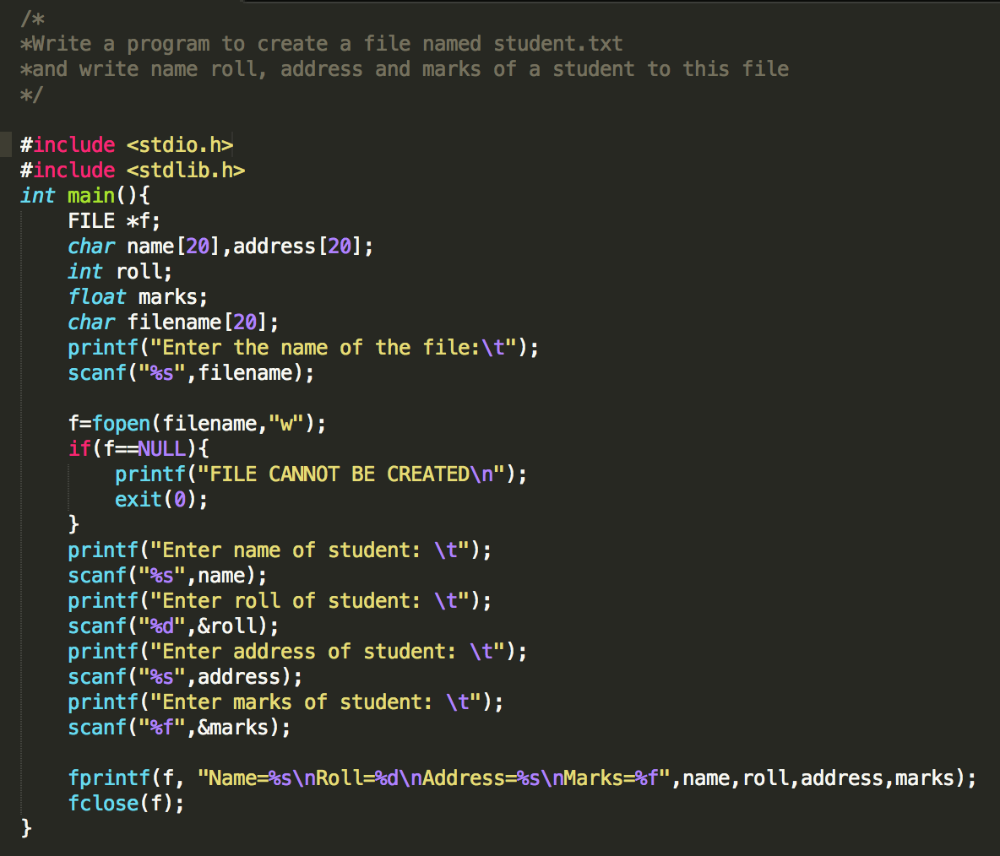 /*
*Write a program to create a file named student.txt
*and write name roll, address and marks of a student to this file
*/
#include <stdio.h>
#include <stdlib.h>
int main(){
FILE *f;
char name[20],address[20];
int roll;
float marks;
char filename[20];
printf("Enter the name of the file:\t");
scanf("%s",filename);
f=fopen(filename,"w");
if(f==NULL){
printf("FILE CANNOT BE CREATED\n");
exit(0);
}
printf("Enter name of student: \t");
scanf("%s",name);
printf("Enter roll of student: \t");
scanf("%d",&roll);
printf("Enter address of student: \t");
scanf("%s",address);
printf("Enter marks of student: \t");
scanf("%f",&marks);
fprintf(f, "Name=%s\nRoll=%d\nAddress=%s\nMarks=%f",name,roll,address,marks);
fclose(f);
}